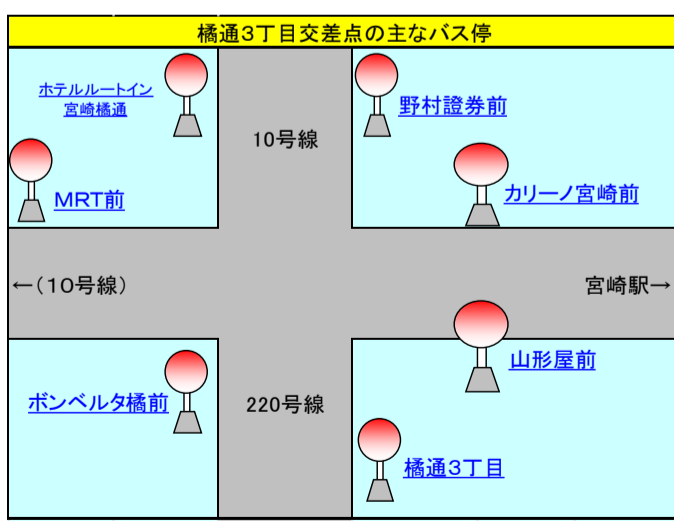 橘通3丁目交差点の主なバス停
ホテルルートイン
宮崎橘通
野村證券前
10号線
MRT前
カリーノ宮崎前
←(10号線)
宮崎駅→
山形屋前
ボンベルタ橘前
220号線
橘通3丁目